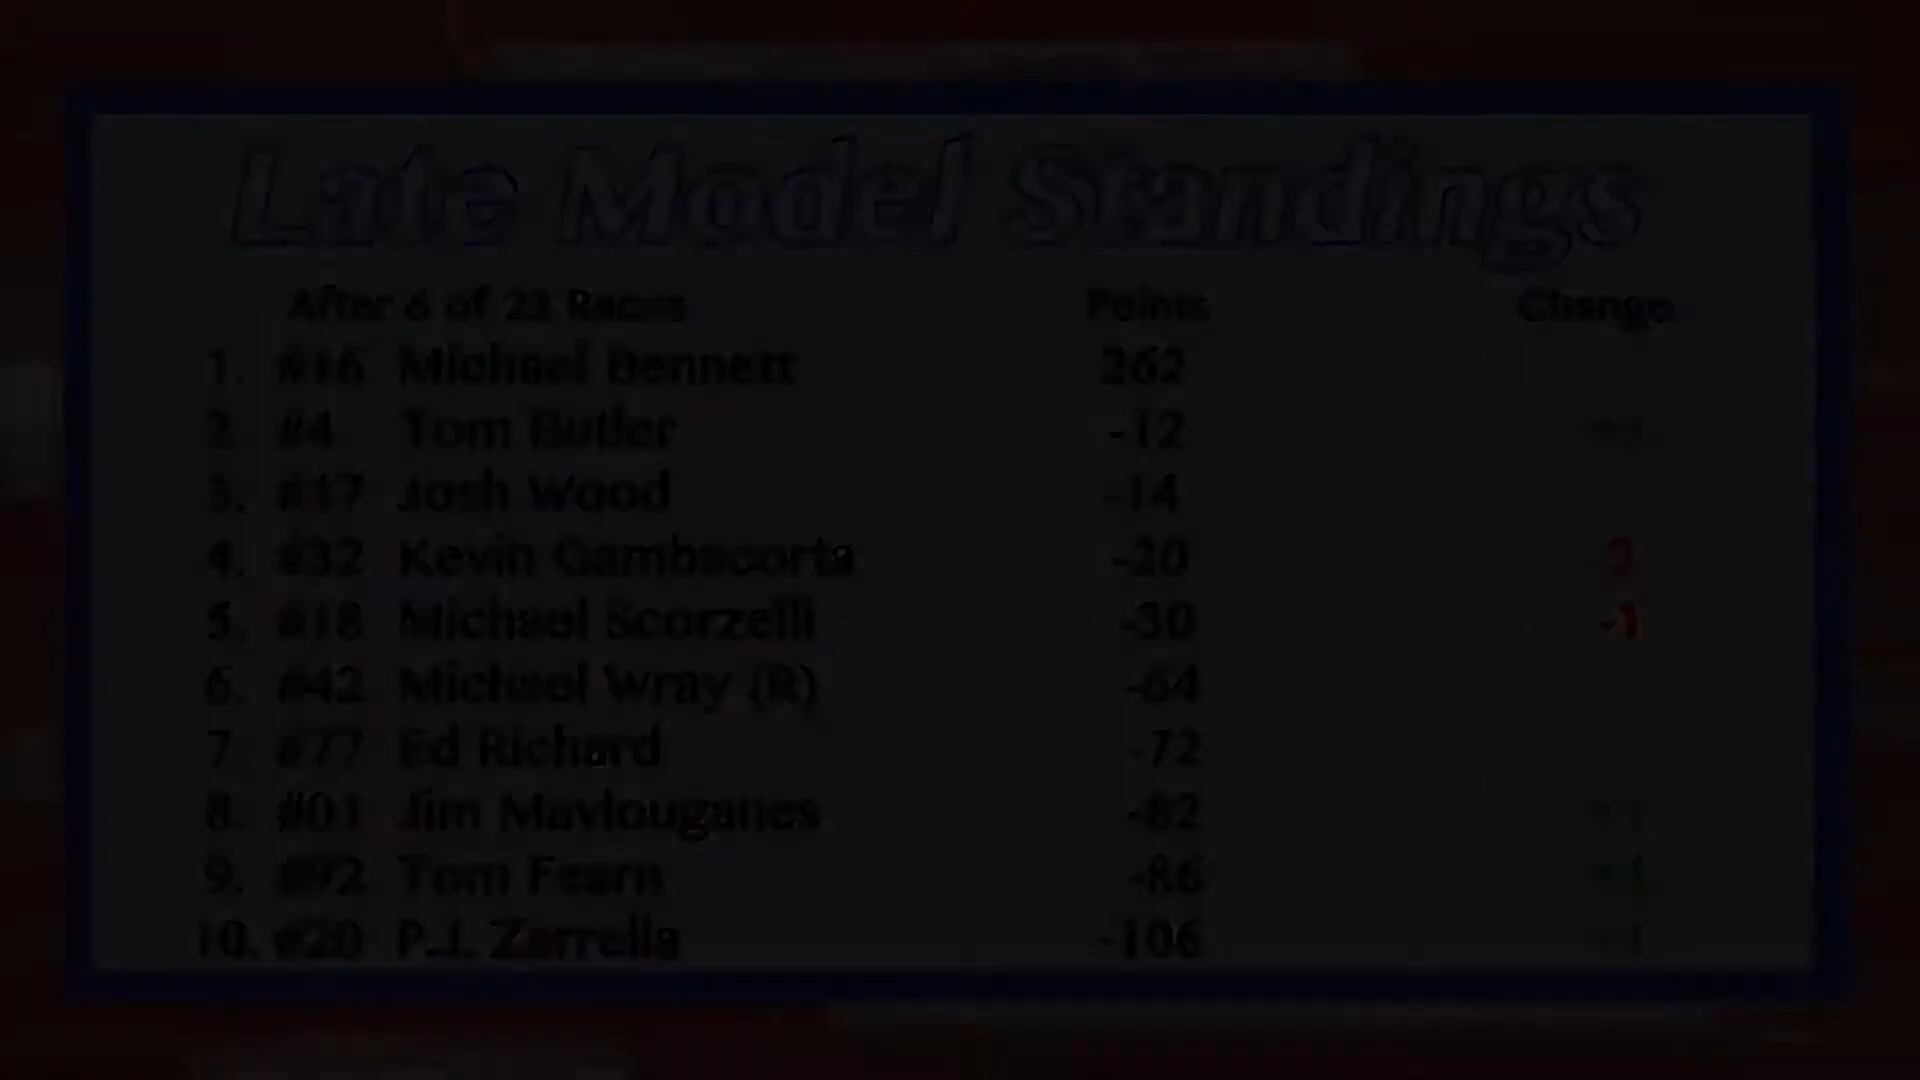 Late Model Standings
After 6 of 23 Races Points Change
1. #16 Michael Bennett 262
2. #4 Tom Butler -12
3. #17 Josh Wood -14
4. #32 Kevin Gambacorta -20
5. #18 Michael Scorzelli -30 -1
6. #42 Michael Wray (R) -64
7. #77 Ed Richard -72
8. #01 Jim Mavlouganes -82 +1
9. #92 Tom Fearn -86 +1
10. #20 P.J. Zarrella -106 +1